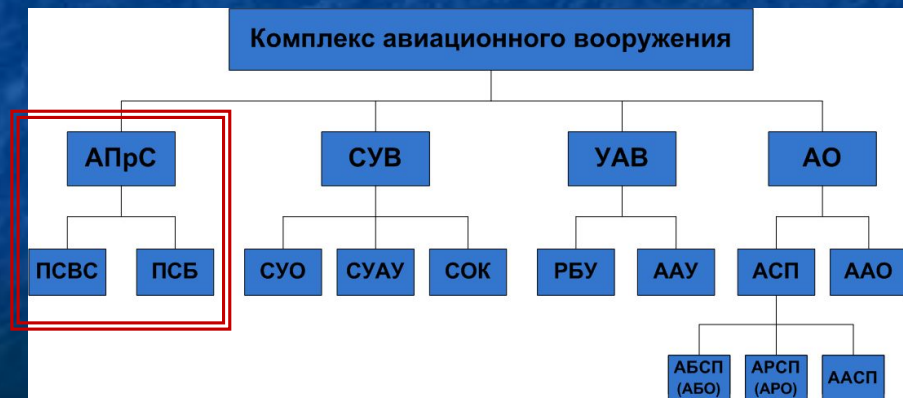 Комплекс авиационного вооружения
АПрС
СУВ
УАВ
АО
ПСВС
ПСБ
СУО
СУАУ
СОК
РБУ
ААУ
АСП
ААО
АБСП
(АБО)
АРСП
(АРО)
ААСП